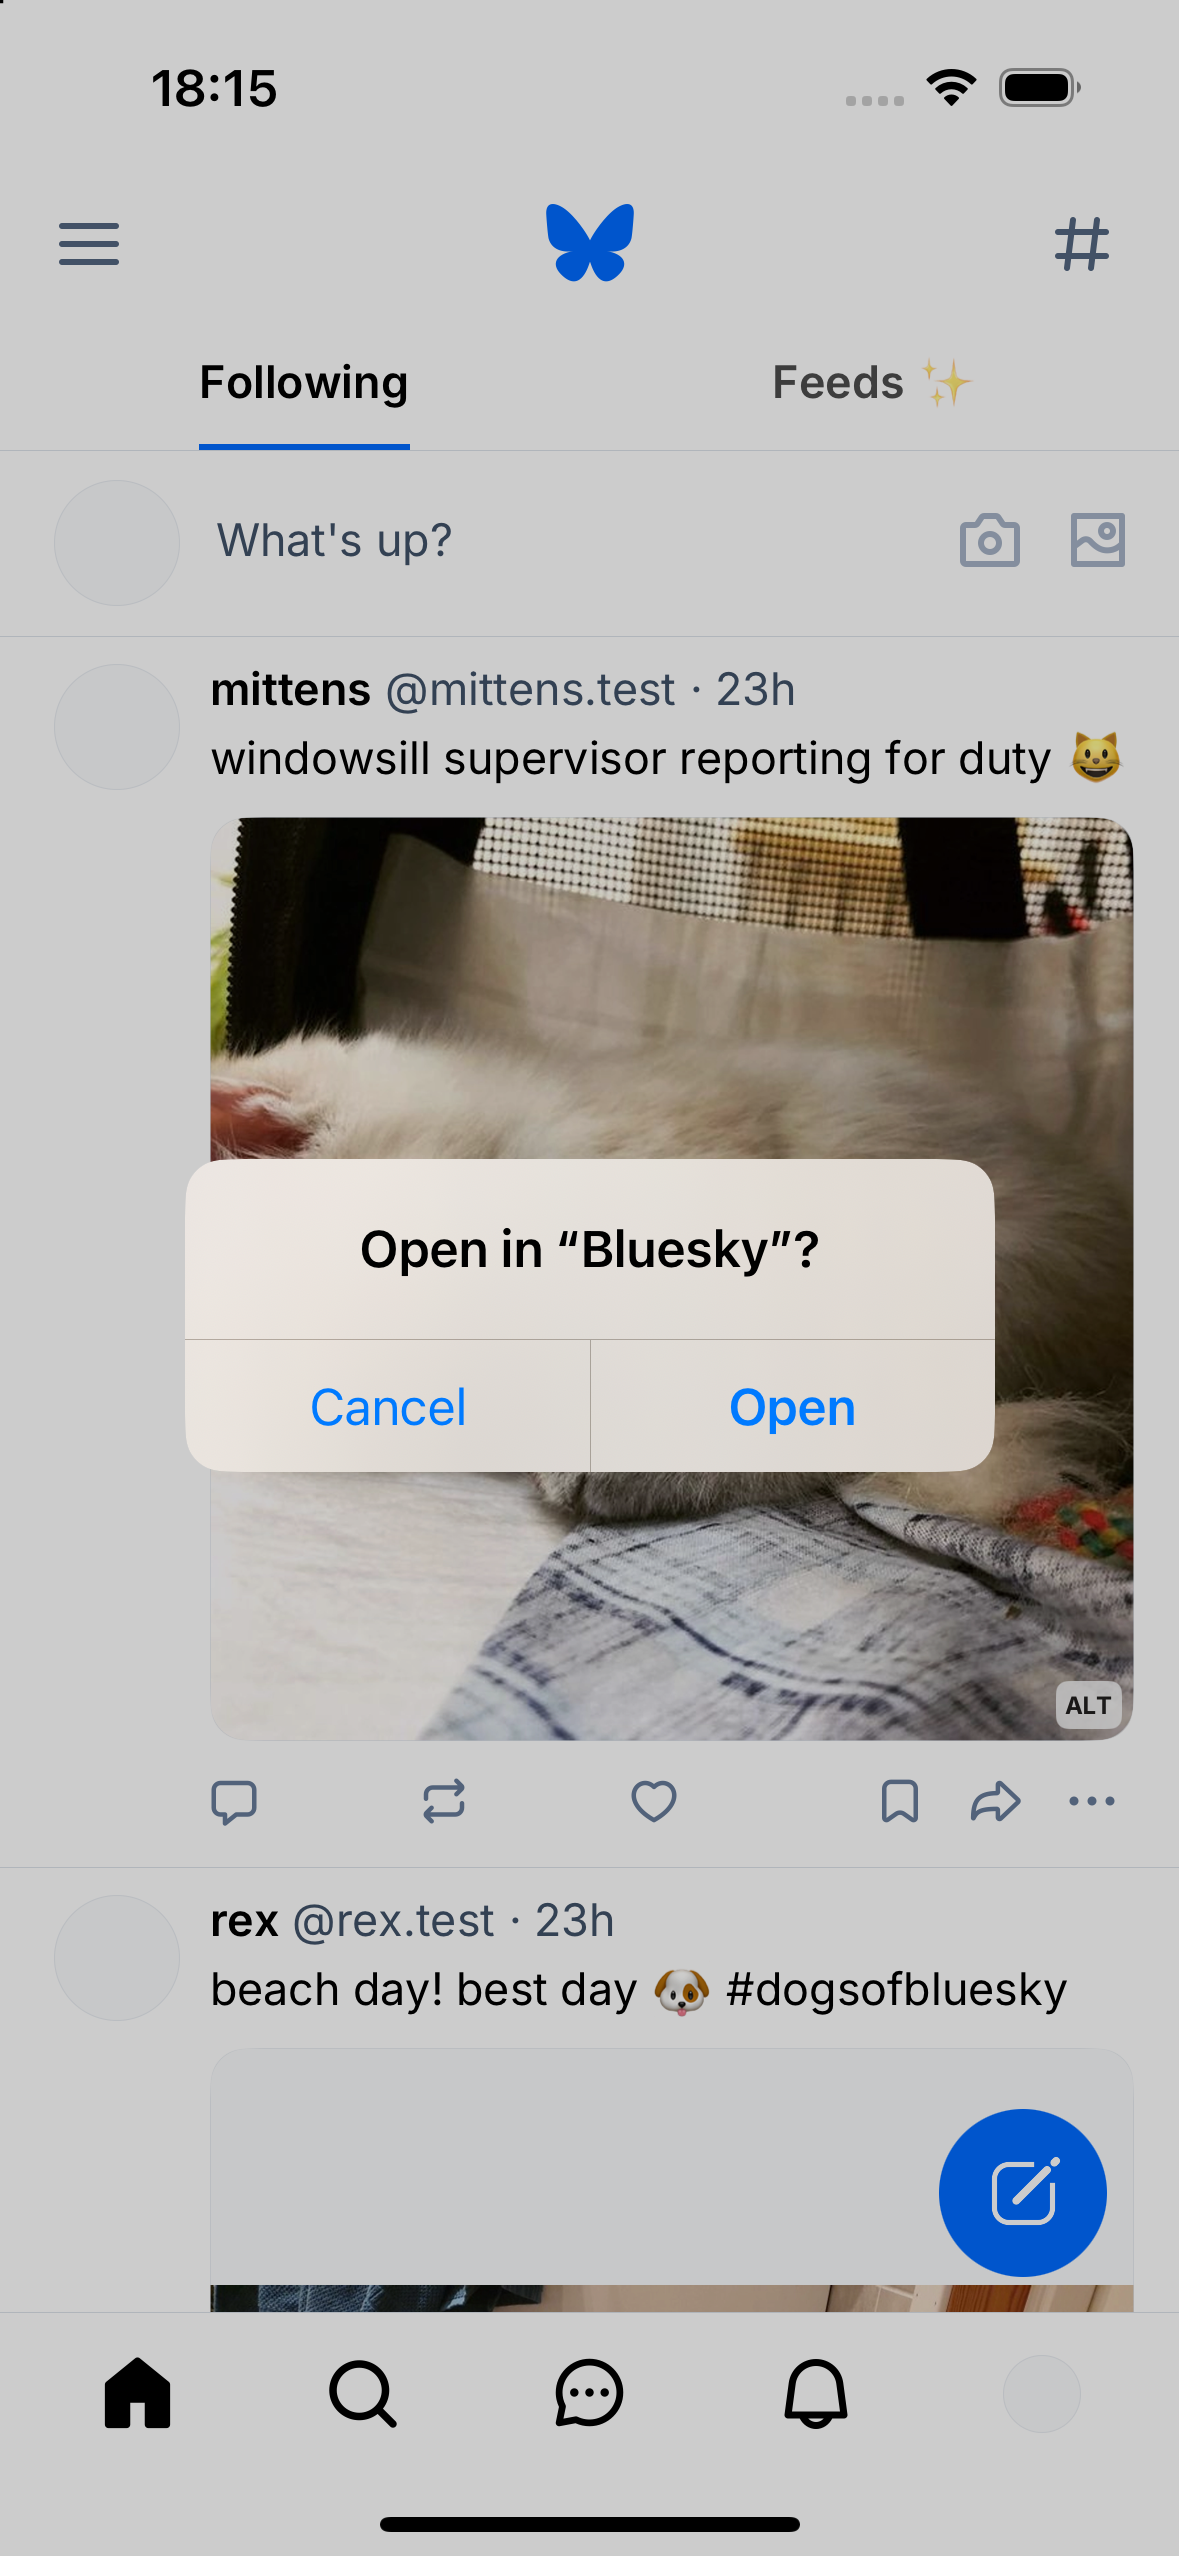 18:15
Following
Feeds ✨
What's up?
mittens @mittens.test · 23h
windowsill supervisor reporting for duty 😺
Open in “Bluesky”?
Cancel
Open
ALT
rex @rex.test · 23h
beach day! best day 🐶 #dogsofbluesky